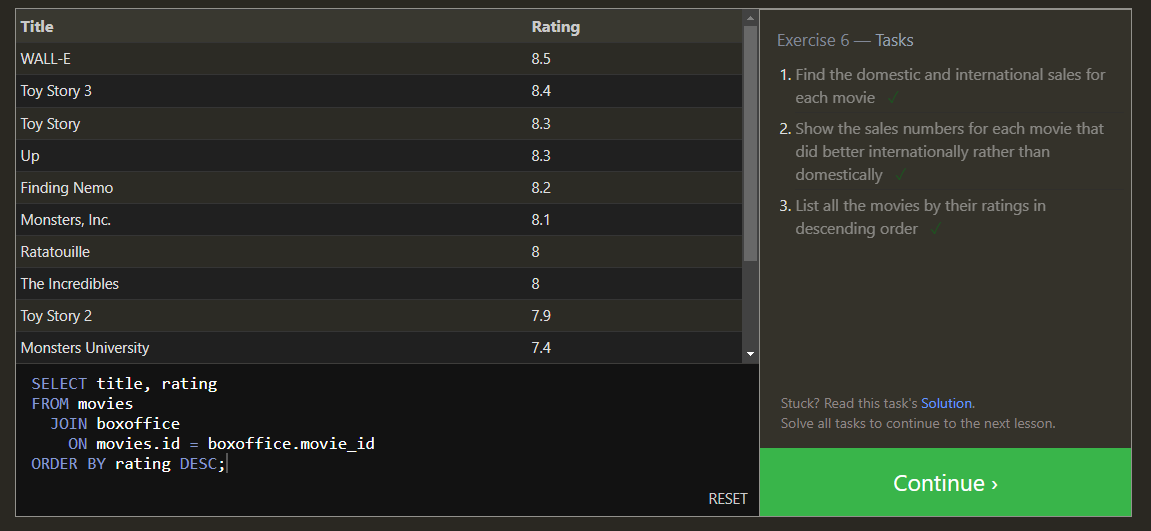 Title Rating
WALL-E 8.5
Toy Story 3 8.4
Toy Story 8.3
Up 8.3
Finding Nemo 8.2
Monsters, Inc. 8.1
Ratatouille 8
The Incredibles 8
Toy Story 2 7.9
Monsters University 7.4
SELECT title, rating
FROM movies
  JOIN boxoffice
    ON movies.id = boxoffice.movie_id
ORDER BY rating DESC;
RESET
Exercise 6 — Tasks
1. Find the domestic and international sales for
each movie ✓
2. Show the sales numbers for each movie that
did better internationally rather than
domestically ✓
3. List all the movies by their ratings in
descending order ✓
Stuck? Read this task's Solution.
Solve all tasks to continue to the next lesson.
Continue ›